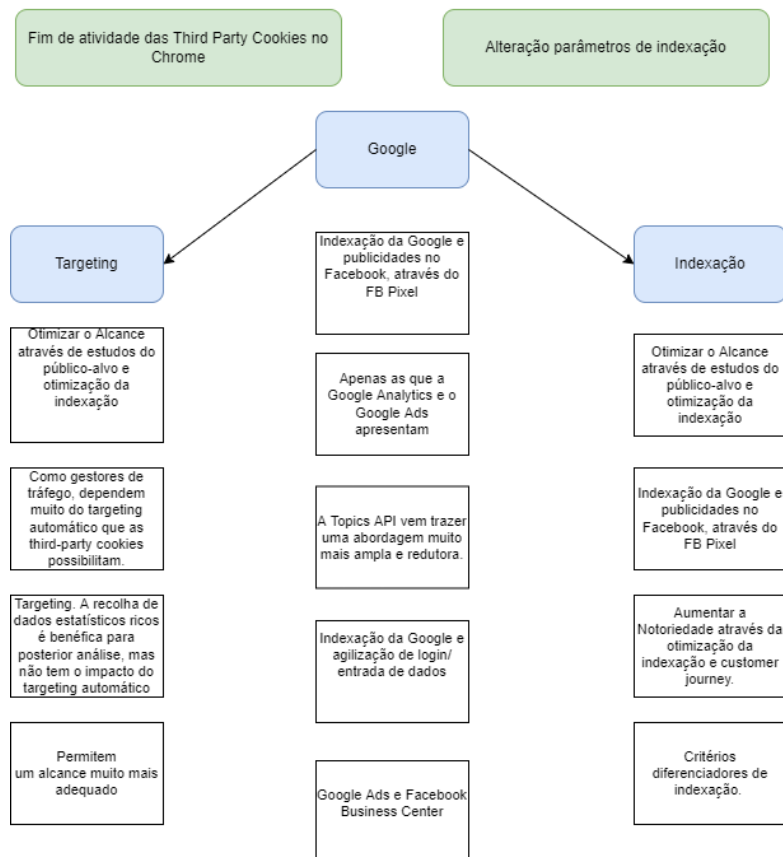 Fim de atividade das Third Party Cookies no
Chrome
Alteração parâmetros de indexação
Google
Targeting
Indexação
Indexação da Google e
publicidades no
Facebook, através do
FB Pixel
Otimizar o Alcance
através de estudos do
público-alvo e
otimização da
indexação
Apenas as que a
Google Analytics e o
Google Ads
apresentam
Otimizar o Alcance
através de estudos do
público-alvo e
otimização da
indexação
Como gestores de
tráfego, dependem
muito do targeting
automático que as
third-party cookies
possibilitam.
A Topics API vem trazer
uma abordagem muito
mais ampla e redutora.
Indexação da Google e
publicidades no
Facebook, através do
FB Pixel
Targeting. A recolha de
dados estatísticos ricos
é benéfica para
posterior análise, mas
não tem o impacto do
targeting automático
Indexação da Google e
agilização de login/
entrada de dados
Aumentar a
Notoriedade através da
otimização da
indexação e customer
journey.
Permitem
um alcance muito mais
adequado
Google Ads e Facebook
Business Center
Critérios
diferenciadores de
indexação.